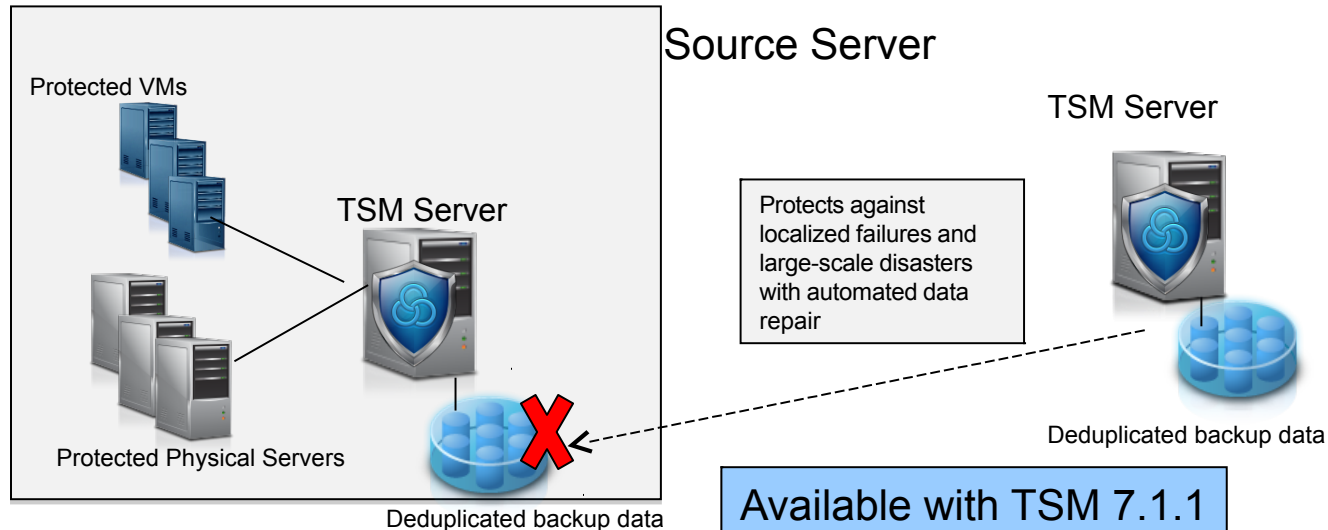 Source Server
Protected VMs
TSM Server
TSM Server
Protects against
localized failures and
large-scale disasters
with automated data
repair
Protected Physical Servers
Deduplicated backup data
Deduplicated backup data
Available with TSM 7.1.1